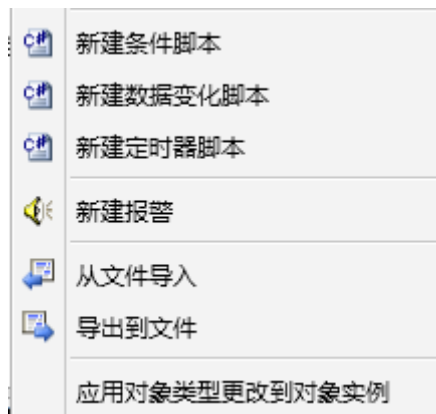 新建条件脚本
新建数据变化脚本
新建定时器脚本
新建报警
从文件导入
导出到文件
应用对象类型更改到对象实例